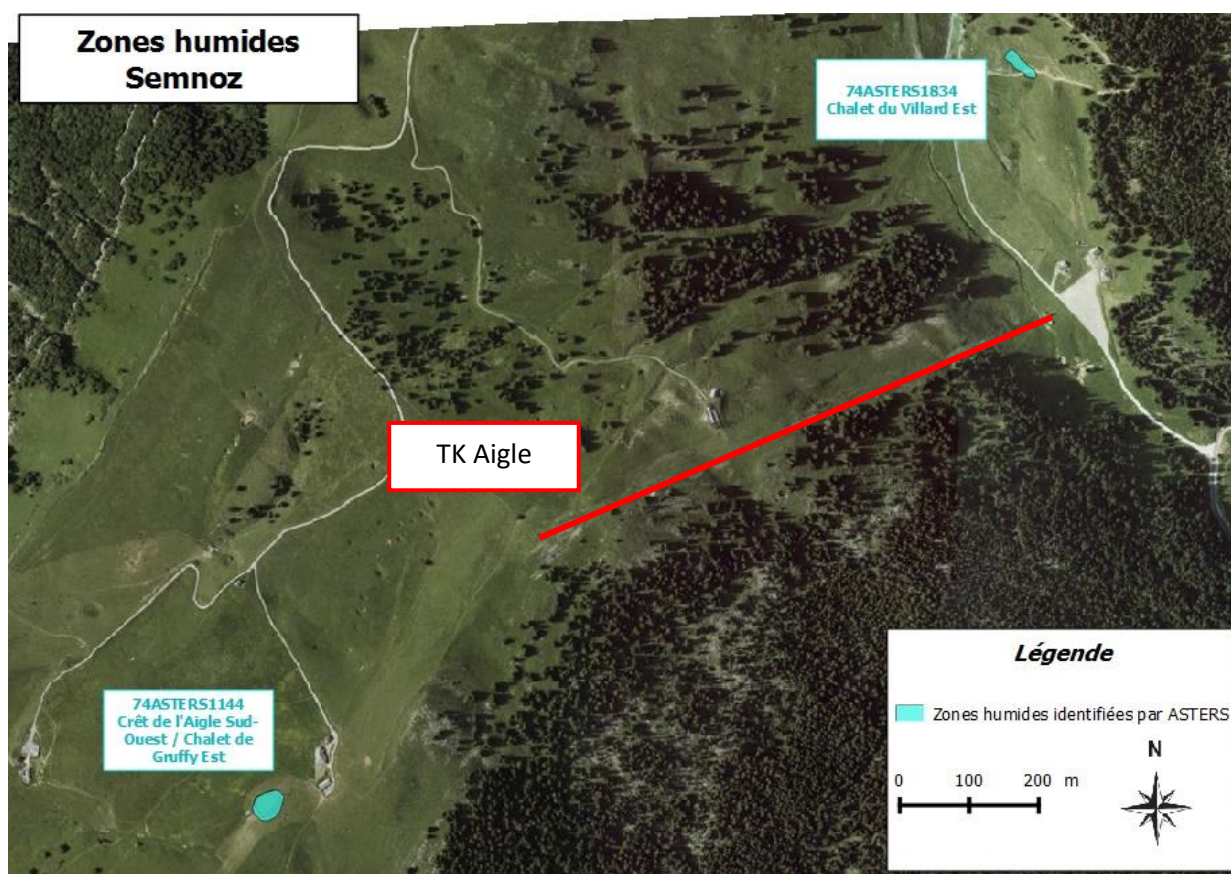 Zones humides
Semnoz
74ASTERS1834
Chalet du Villard Est
TK Aigle
74ASTERS1144
Crêt de l'Aigle Sud-
Ouest / Chalet de
Gruffy Est
Légende
Zones humides identifiées par ASTERS
N
0 100 200 m